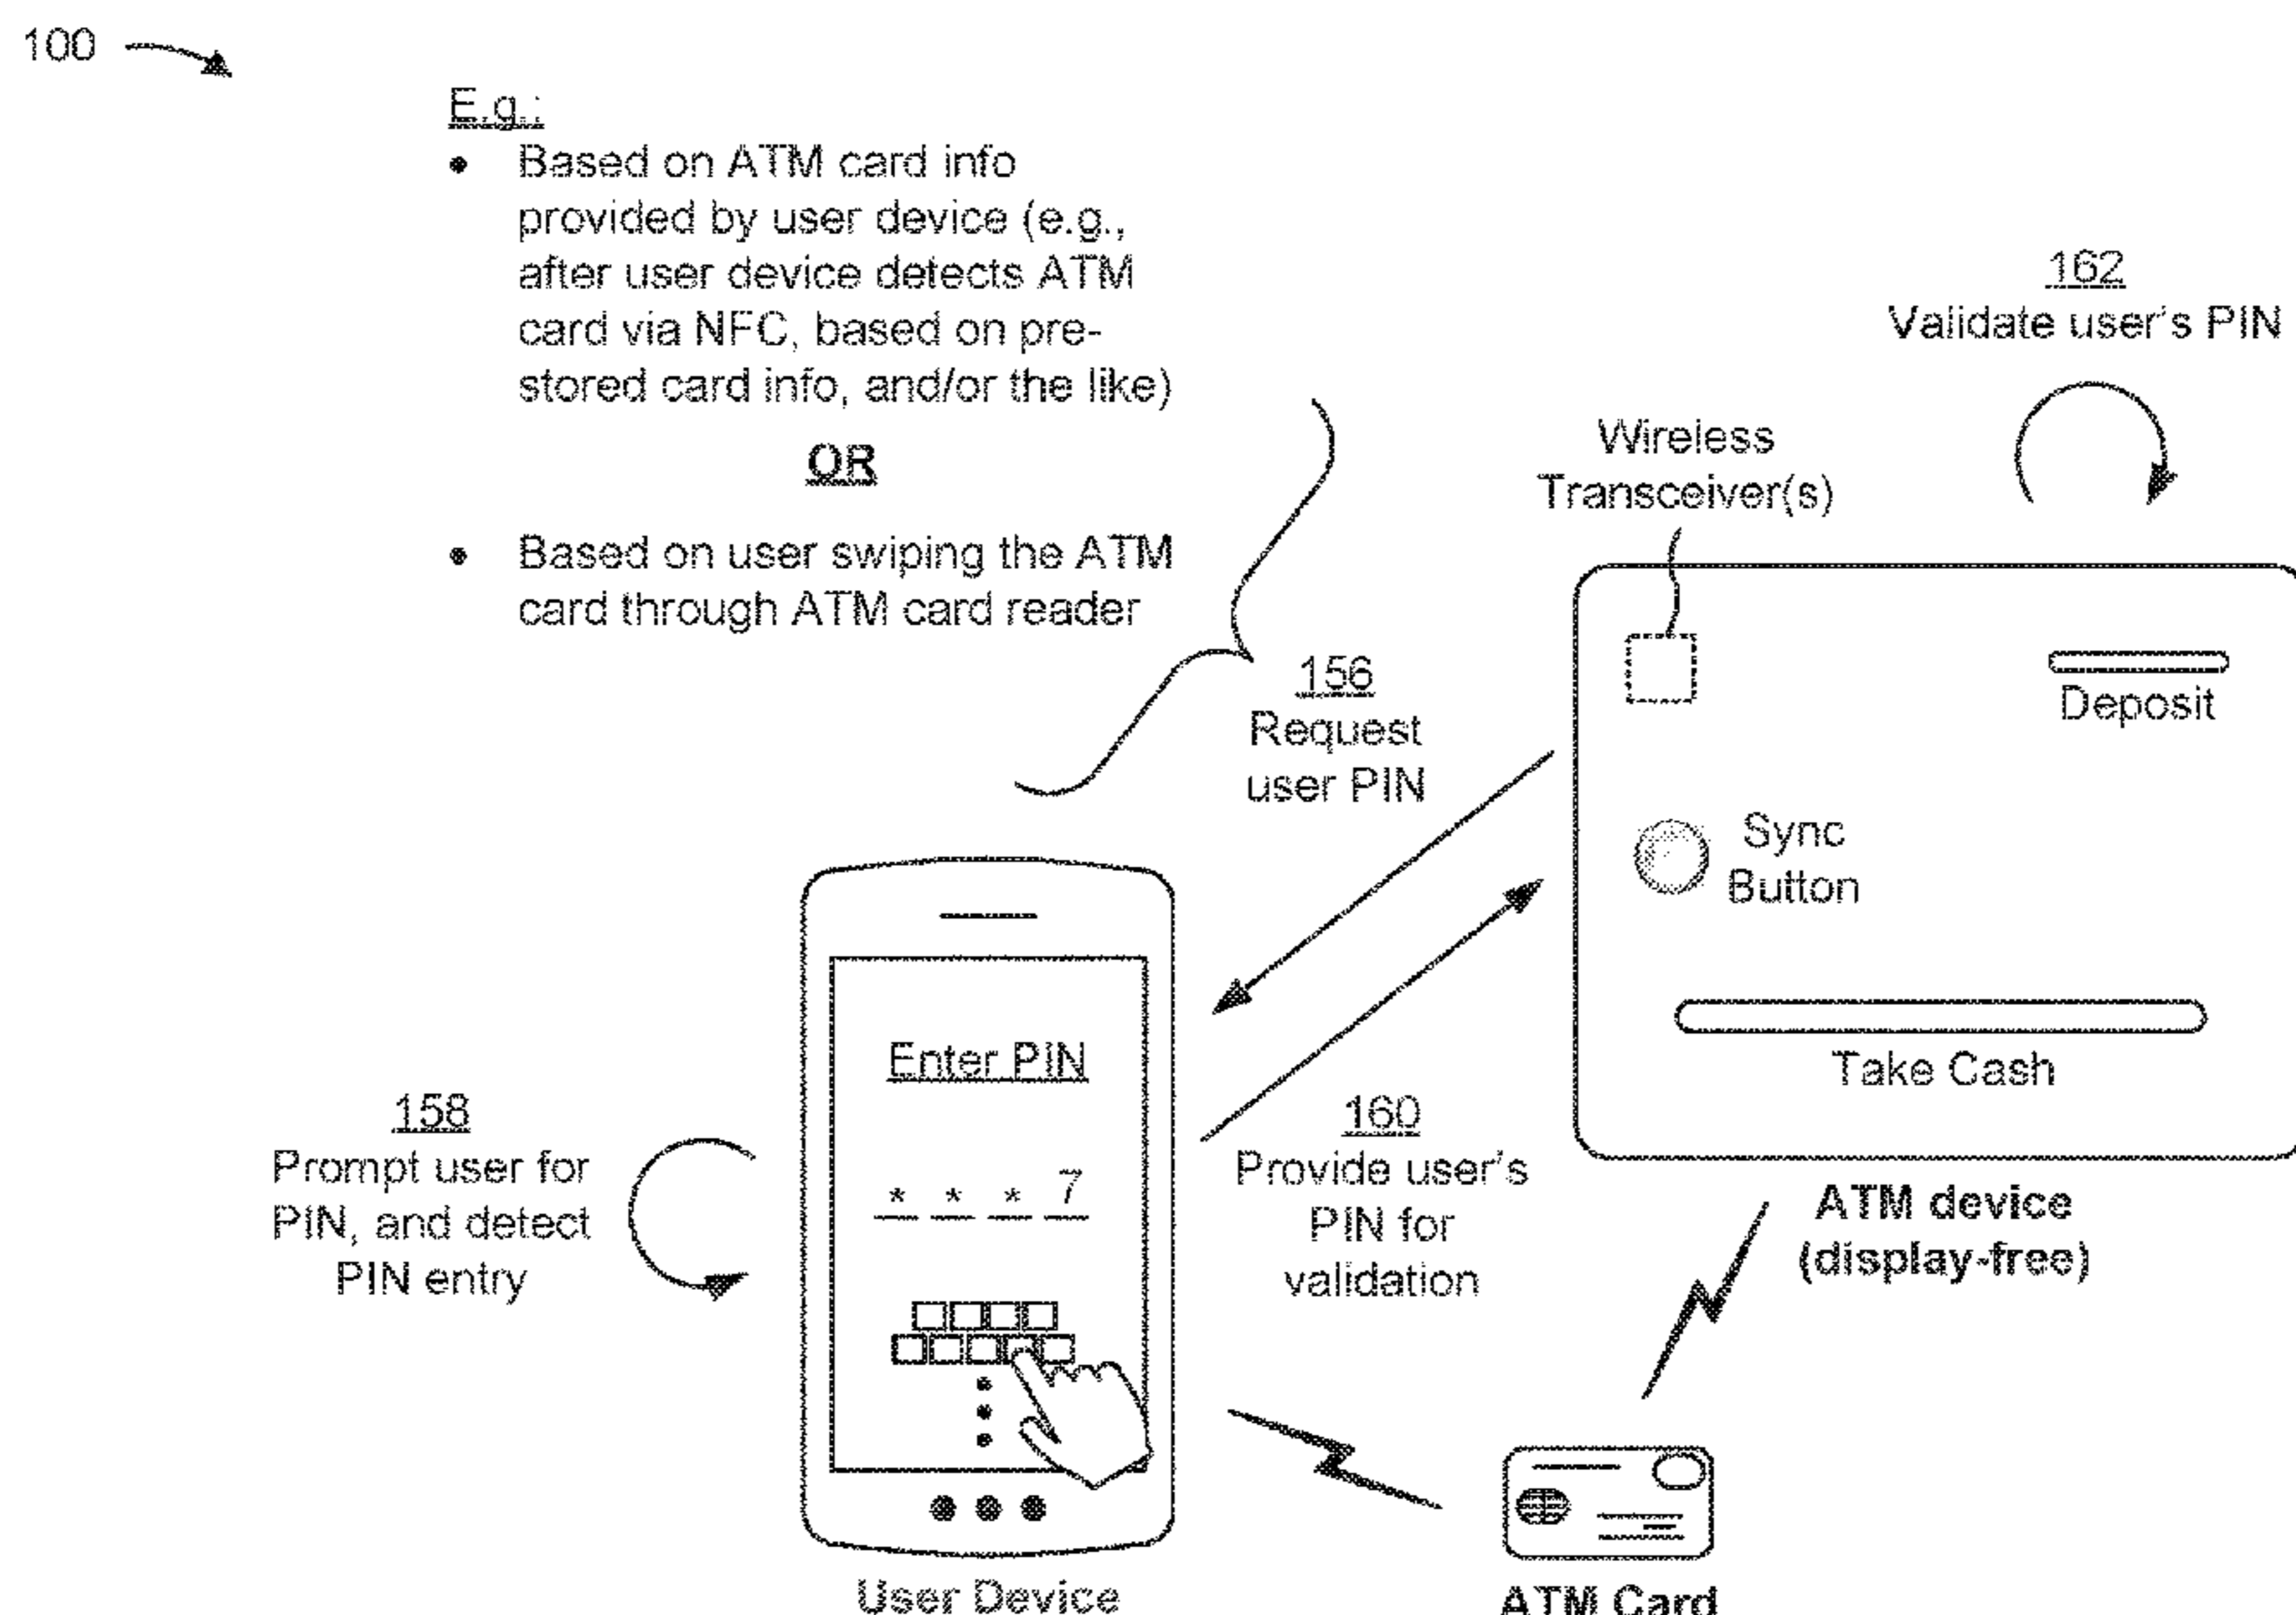 100
E.g.:
• Based on ATM card info
provided by user device (e.g.,
after user device detects ATM
card via NFC, based on pre-
stored card info, and/or the like)
OR
• Based on user swiping the ATM
card through ATM card reader
162
Validate user's PIN
Wireless
Transceiver(s)
Deposit
156
Request
user PIN
Sync
Button
Take Cash
Enter PIN
* * * 7
158
Prompt user for
PIN, and detect
PIN entry
160
Provide user's
PIN for
validation
ATM device
(display-free)
User Device
ATM Card